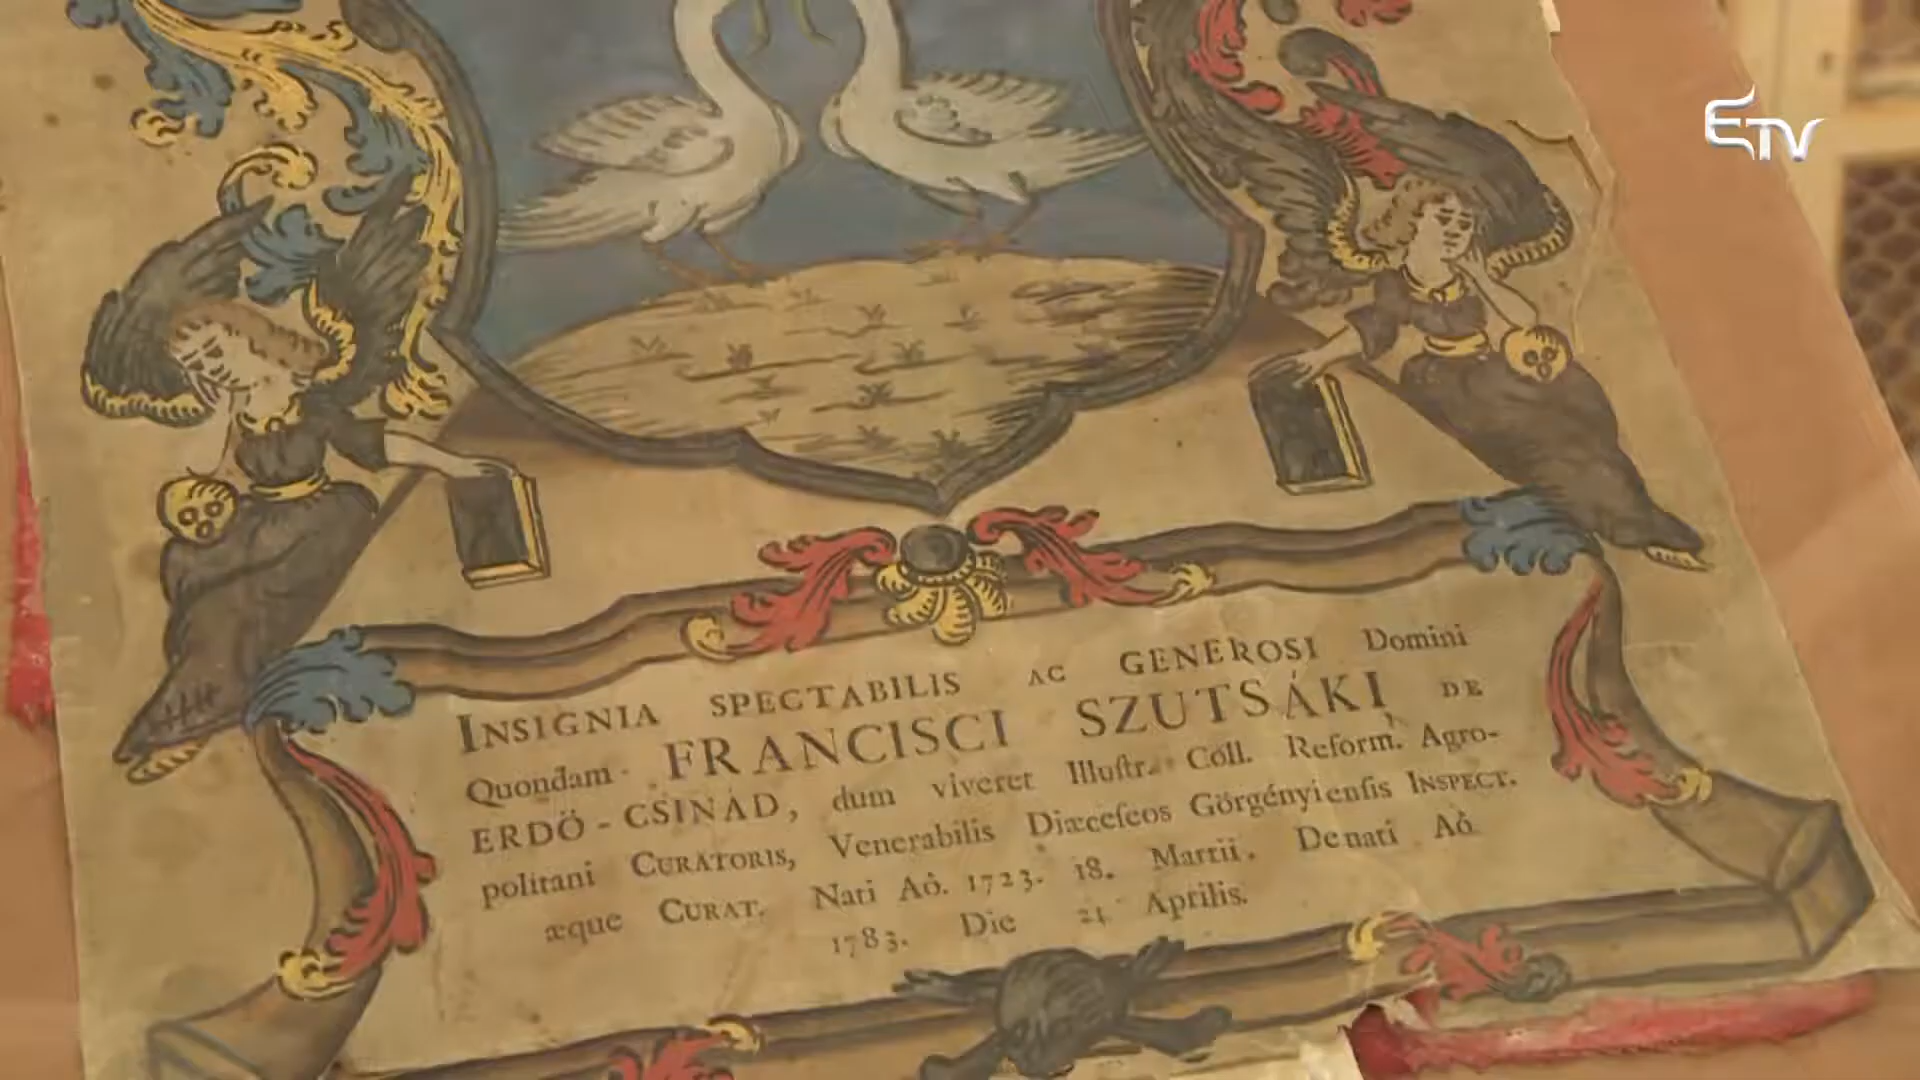 ETV
INSIGNIA SPECTABILIS AC GENEROSI Domini
Quondam FRANCISCI SZUTSÁKI DE
ERDÖ-CSINÁD, dum viveret Illuſtr. Coll. Reform. Agro-
politani CURATORIS, Venerabilis Diæceſeos Görgényienſis INSPECT.
æque CURAT. Nati Aô. 1723. 18. Martii. Denati Aô
1783. Die 21 Aprilis.